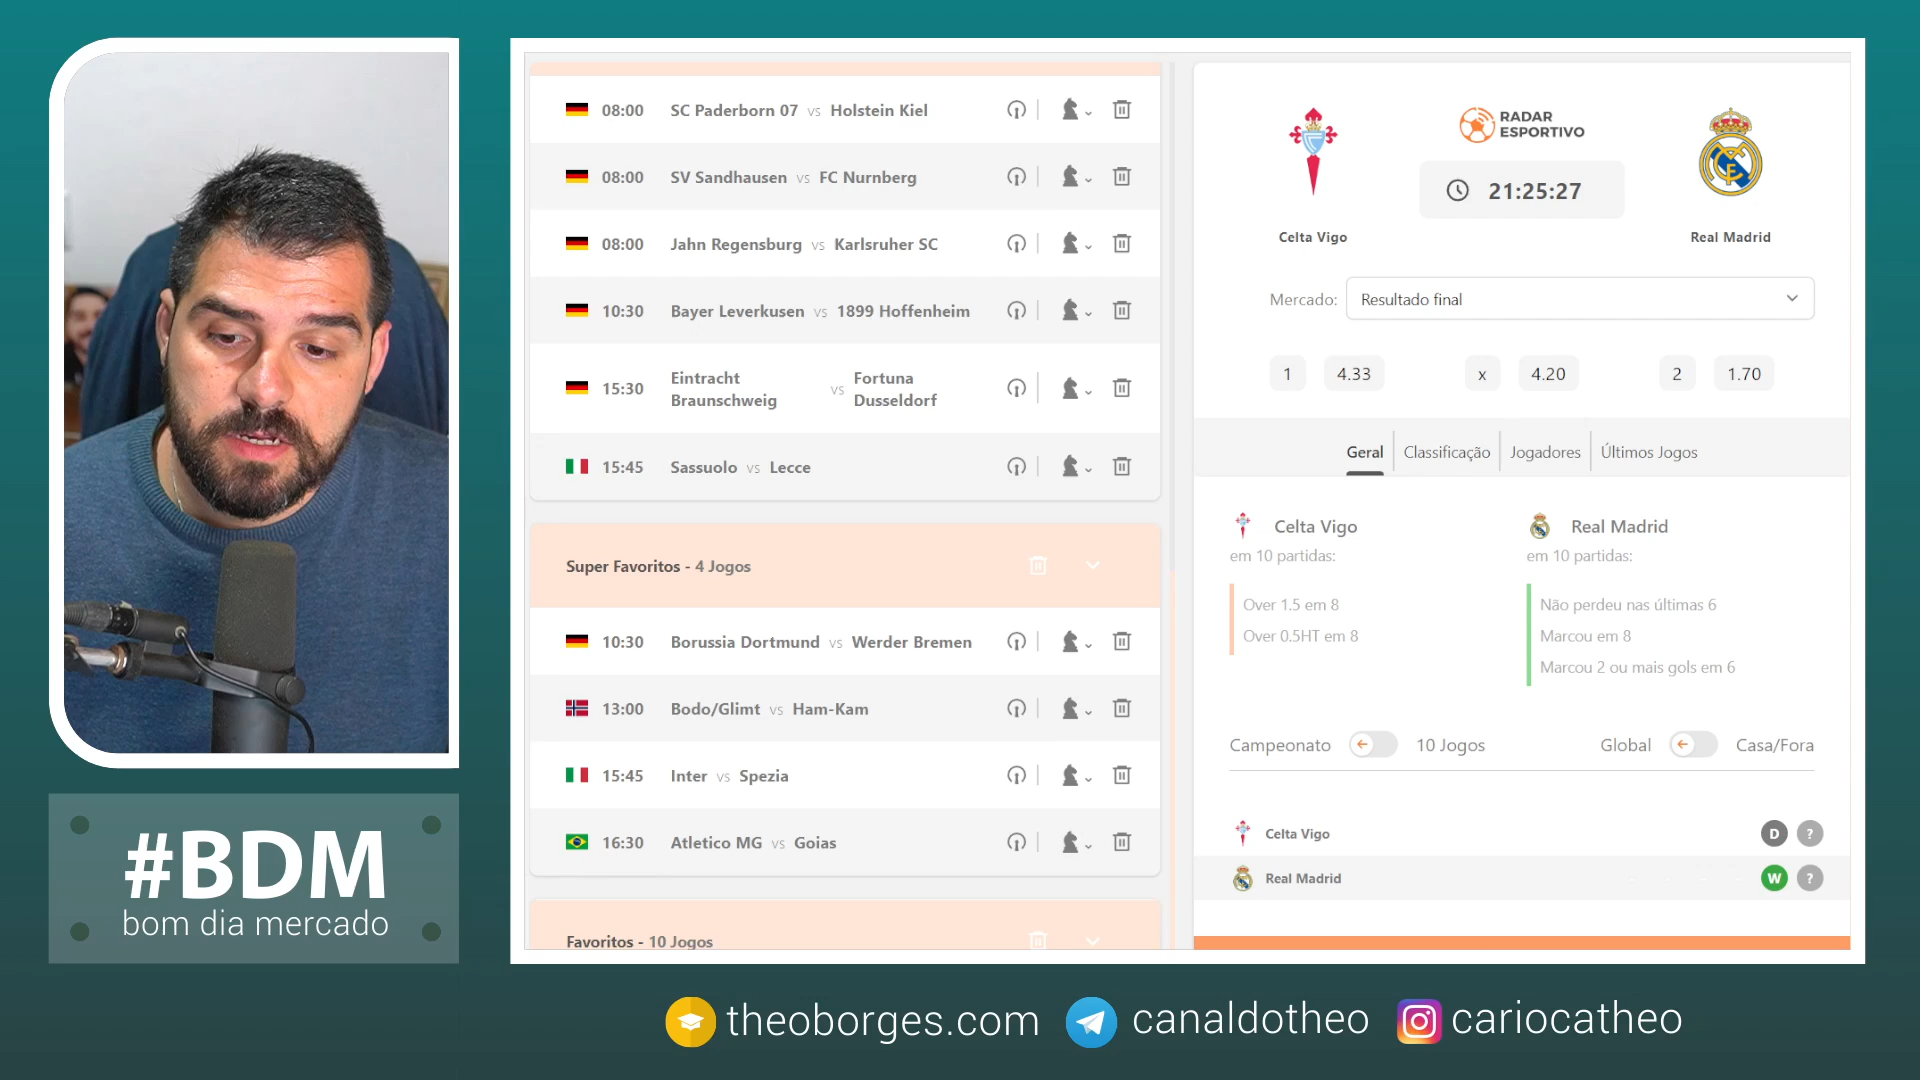 08:00 SC Paderborn 07 vs Holstein Kiel
08:00 SV Sandhausen vs FC Nurnberg
08:00 Jahn Regensburg vs Karlsruher SC
10:30 Bayer Leverkusen vs 1899 Hoffenheim
15:30 Eintracht Braunschweig vs Fortuna Dusseldorf
15:45 Sassuolo vs Lecce
Super Favoritos - 4 Jogos
10:30 Borussia Dortmund vs Werder Bremen
13:00 Bodo/Glimt vs Ham-Kam
15:45 Inter vs Spezia
16:30 Atletico MG vs Goias
Favoritos - 10 Jogos
RADAR
ESPORTIVO
21:25:27
Celta Vigo Real Madrid
Mercado: Resultado final
1 4.33 x 4.20 2 1.70
Geral Classificação Jogadores Últimos Jogos
Celta Vigo
em 10 partidas:
Over 1.5 em 8
Over 0.5HT em 8
Real Madrid
em 10 partidas:
Não perdeu nas últimas 6
Marcou em 8
Marcou 2 ou mais gols em 6
Campeonato 10 Jogos Global Casa/Fora
Celta Vigo D ?
Real Madrid W ?
#BDM
bom dia mercado
theoborges.com canaldotheo cariocatheo